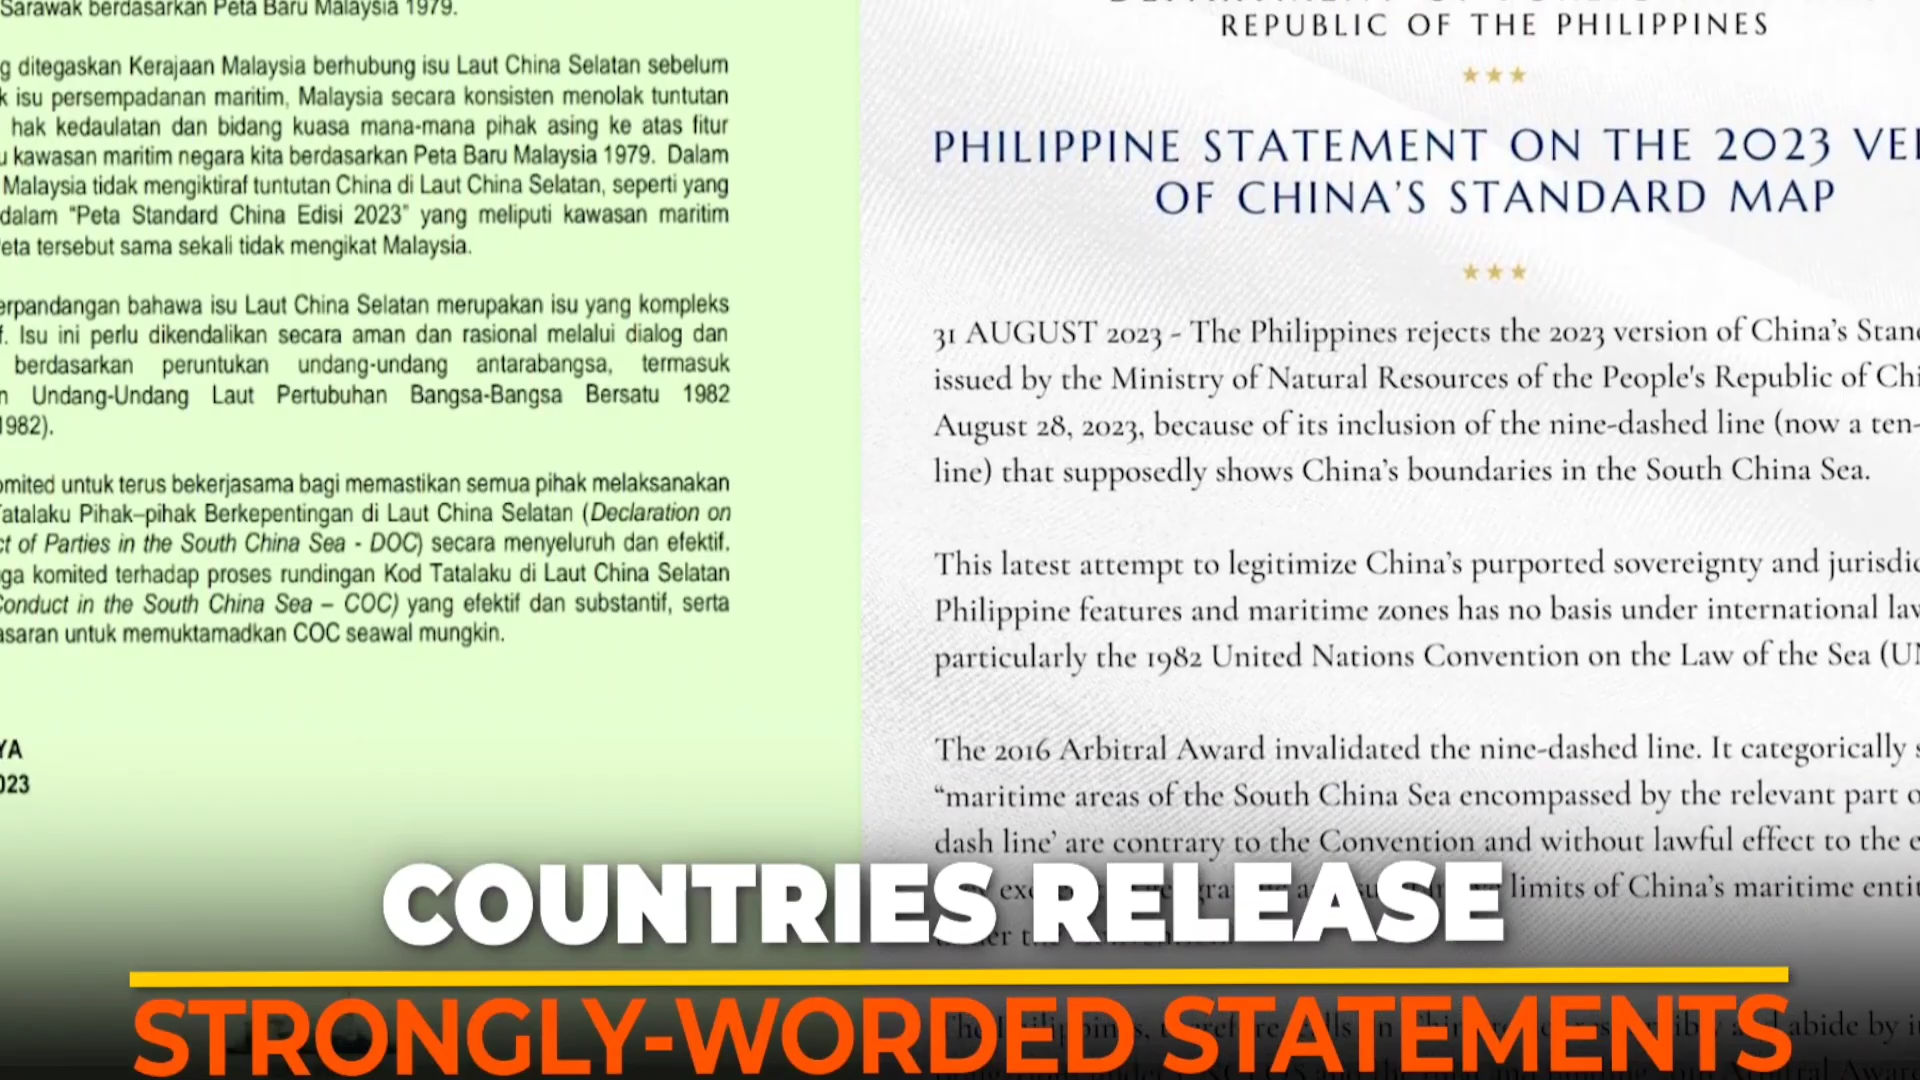 Sarawak berdasarkan Peta Baru Malaysia 1979.
g ditegaskan Kerajaan Malaysia berhubung isu Laut China Selatan sebelum
k isu persempadanan maritim, Malaysia secara konsisten menolak tuntutan
hak kedaulatan dan bidang kuasa mana-mana pihak asing ke atas fitur
u kawasan maritim negara kita berdasarkan Peta Baru Malaysia 1979. Dalam
Malaysia tidak mengiktiraf tuntutan China di Laut China Selatan, seperti yang
dalam "Peta Standard China Edisi 2023" yang meliputi kawasan maritim
eta tersebut sama sekali tidak mengikat Malaysia.
erpandangan bahawa isu Laut China Selatan merupakan isu yang kompleks
f. Isu ini perlu dikendalikan secara aman dan rasional melalui dialog dan
berdasarkan peruntukan undang-undang antarabangsa, termasuk
n Undang-Undang Laut Pertubuhan Bangsa-Bangsa Bersatu 1982
1982).
omited untuk terus bekerjasama bagi memastikan semua pihak melaksanakan
atalaku Pihak–pihak Berkepentingan di Laut China Selatan (Declaration on
ct of Parties in the South China Sea - DOC) secara menyeluruh dan efektif.
ga komited terhadap proses rundingan Kod Tatalaku di Laut China Selatan
Conduct in the South China Sea – COC) yang efektif dan substantif, serta
asaran untuk memuktamadkan COC seawal mungkin.
YA
023
REPUBLIC OF THE PHILIPPINES
PHILIPPINE STATEMENT ON THE 2023 VE
OF CHINA'S STANDARD MAP
31 AUGUST 2023 - The Philippines rejects the 2023 version of China's Stan
issued by the Ministry of Natural Resources of the People's Republic of Chi
August 28, 2023, because of its inclusion of the nine-dashed line (now a ten-
line) that supposedly shows China's boundaries in the South China Sea.
This latest attempt to legitimize China's purported sovereignty and jurisdic
Philippine features and maritime zones has no basis under international law
particularly the 1982 United Nations Convention on the Law of the Sea (UN
The 2016 Arbitral Award invalidated the nine-dashed line. It categorically s
"maritime areas of the South China Sea encompassed by the relevant part o
dash line' are contrary to the Convention and without lawful effect to the e
limits of China's maritime entit
abide by i
COUNTRIES RELEASE
STRONGLY-WORDED STATEMENTS